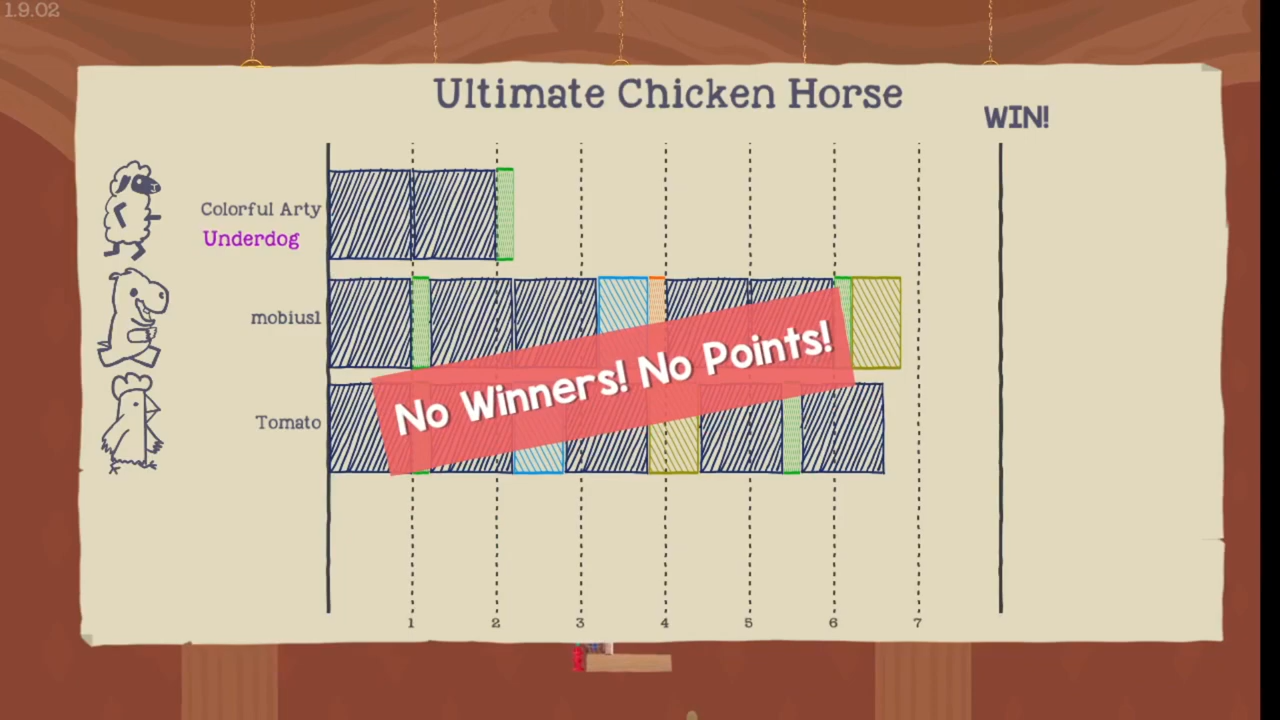 1.9.02
Ultimate Chicken Horse
WIN!
Colorful Arty
Underdog
mobius1
No Winners! No Points!
Tomato
1 2 3 4 5 6 7